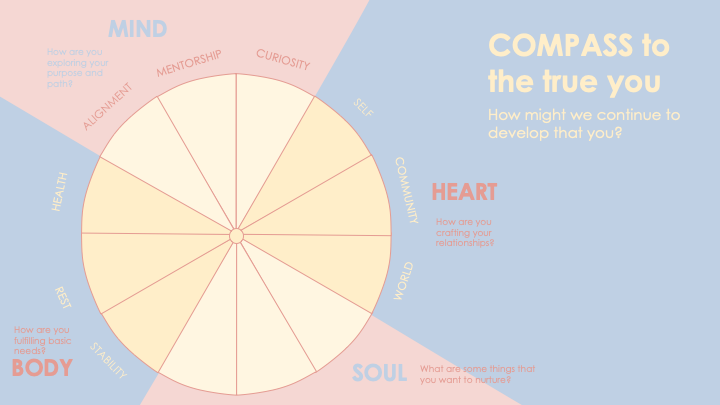 COMPASS to
the true you
How might we continue to
develop that you?
MIND
How are you
exploring your
purpose and
path?
ALIGNMENT
MENTORSHIP
CURIOSITY
SELF
COMMUNITY
WORLD
HEART
How are you
crafting your
relationships?
HEALTH
REST
STABILITY
How are you
fulfilling basic
needs?
BODY
SOUL
What are some things that
you want to nurture?